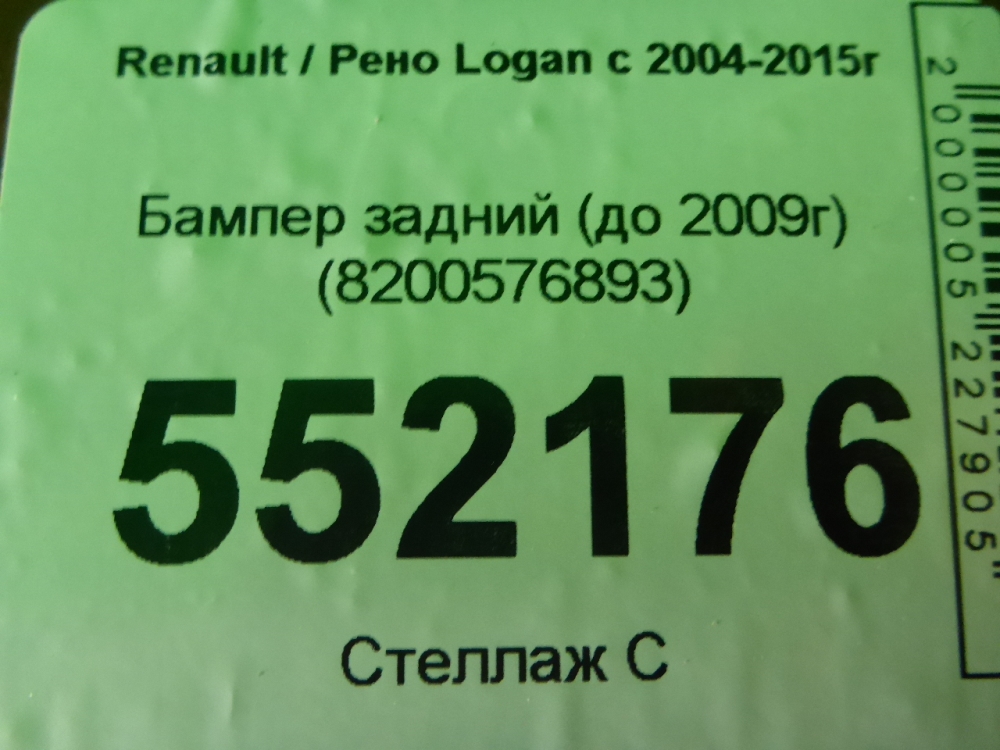 Renault / Рено Logan с 2004-2015г
Бампер задний (до 2009г)
(8200576893)
552176
Стеллаж С
2000005227905